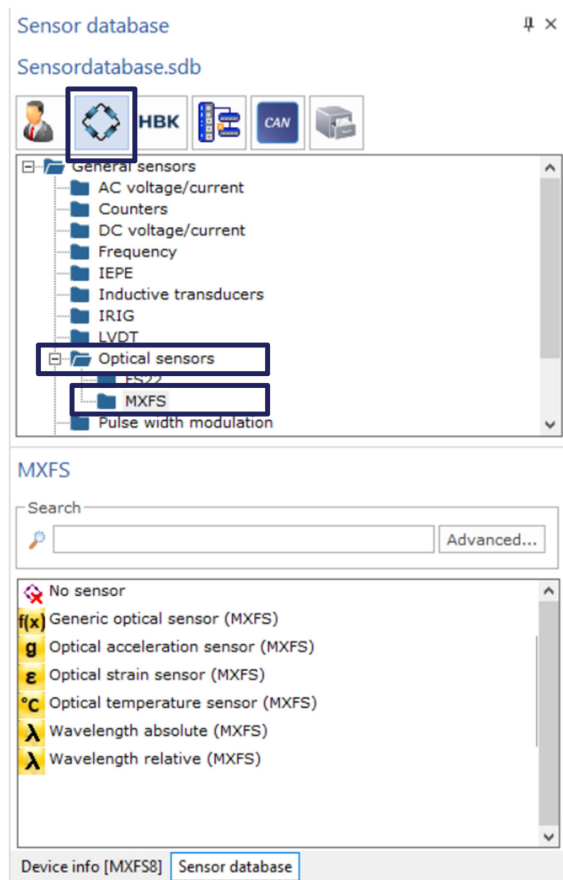 Sensor database
Sensordatabase.sdb
HBK
CAN
General sensors
AC voltage/current
Counters
DC voltage/current
Frequency
IEPE
Inductive transducers
IRIG
LVDT
Optical sensors
FS22
MXFS
Pulse width modulation
MXFS
Search
Advanced...
No sensor
f(x) Generic optical sensor (MXFS)
g Optical acceleration sensor (MXFS)
ε Optical strain sensor (MXFS)
°C Optical temperature sensor (MXFS)
λ Wavelength absolute (MXFS)
λ Wavelength relative (MXFS)
Device info [MXFS8] Sensor database